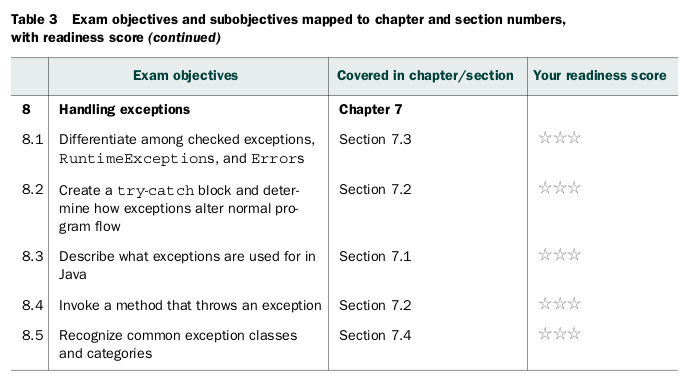 Table 3 Exam objectives and subobjectives mapped to chapter and section numbers,
with readiness score (continued)
Exam objectives Covered in chapter/section Your readiness score
8 Handling exceptions Chapter 7
8.1 Differentiate among checked exceptions, Section 7.3 ☆☆☆
RuntimeExceptions, and Errors
8.2 Create a try-catch block and deter- Section 7.2 ☆☆☆
mine how exceptions alter normal pro-
gram flow
8.3 Describe what exceptions are used for in Section 7.1 ☆☆☆
Java
8.4 Invoke a method that throws an exception Section 7.2 ☆☆☆
8.5 Recognize common exception classes Section 7.4 ☆☆☆
and categories